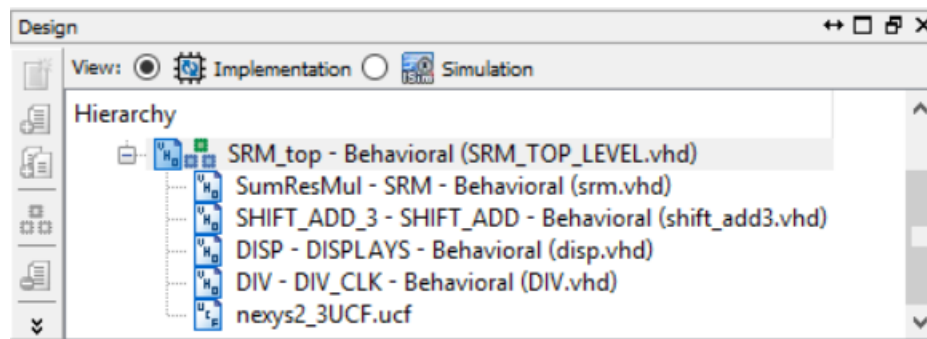 Design
View: Implementation Simulation
Hierarchy
SRM_top - Behavioral (SRM_TOP_LEVEL.vhd)
SumResMul - SRM - Behavioral (srm.vhd)
SHIFT_ADD_3 - SHIFT_ADD - Behavioral (shift_add3.vhd)
DISP - DISPLAYS - Behavioral (disp.vhd)
DIV - DIV_CLK - Behavioral (DIV.vhd)
nexys2_3UCF.ucf